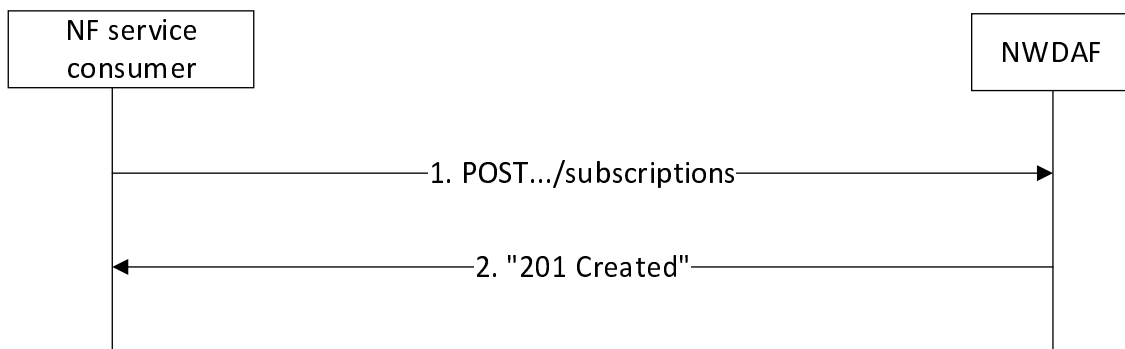 NF service
consumer
NWDAF
1. POST.../subscriptions
2. "201 Created"